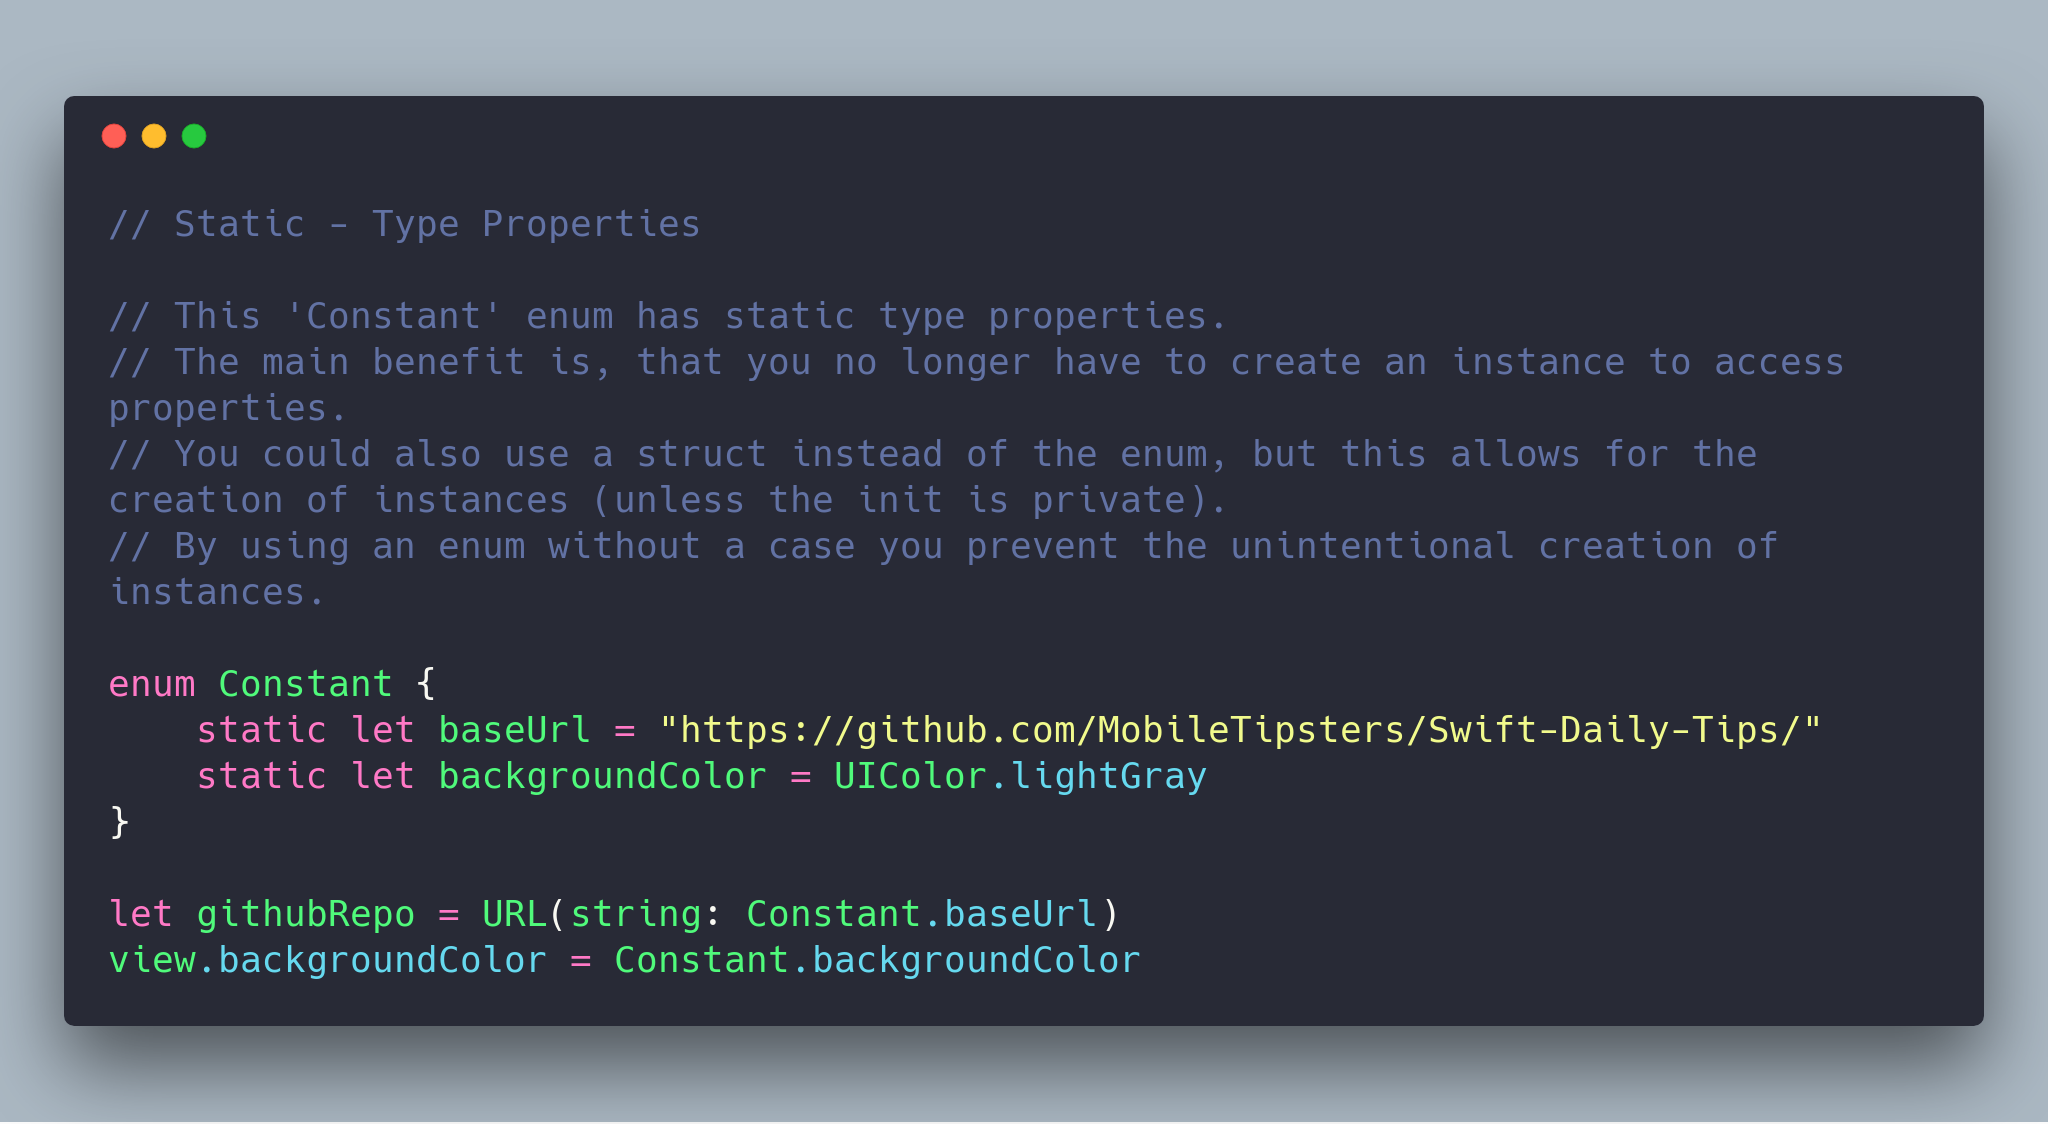 // Static - Type Properties
// This 'Constant' enum has static type properties.
// The main benefit is, that you no longer have to create an instance to access
properties.
// You could also use a struct instead of the enum, but this allows for the
creation of instances (unless the init is private).
// By using an enum without a case you prevent the unintentional creation of
instances.
enum Constant {
    static let baseUrl = "https://github.com/MobileTipsters/Swift-Daily-Tips/"
    static let backgroundColor = UIColor.lightGray
}
let githubRepo = URL(string: Constant.baseUrl)
view.backgroundColor = Constant.backgroundColor